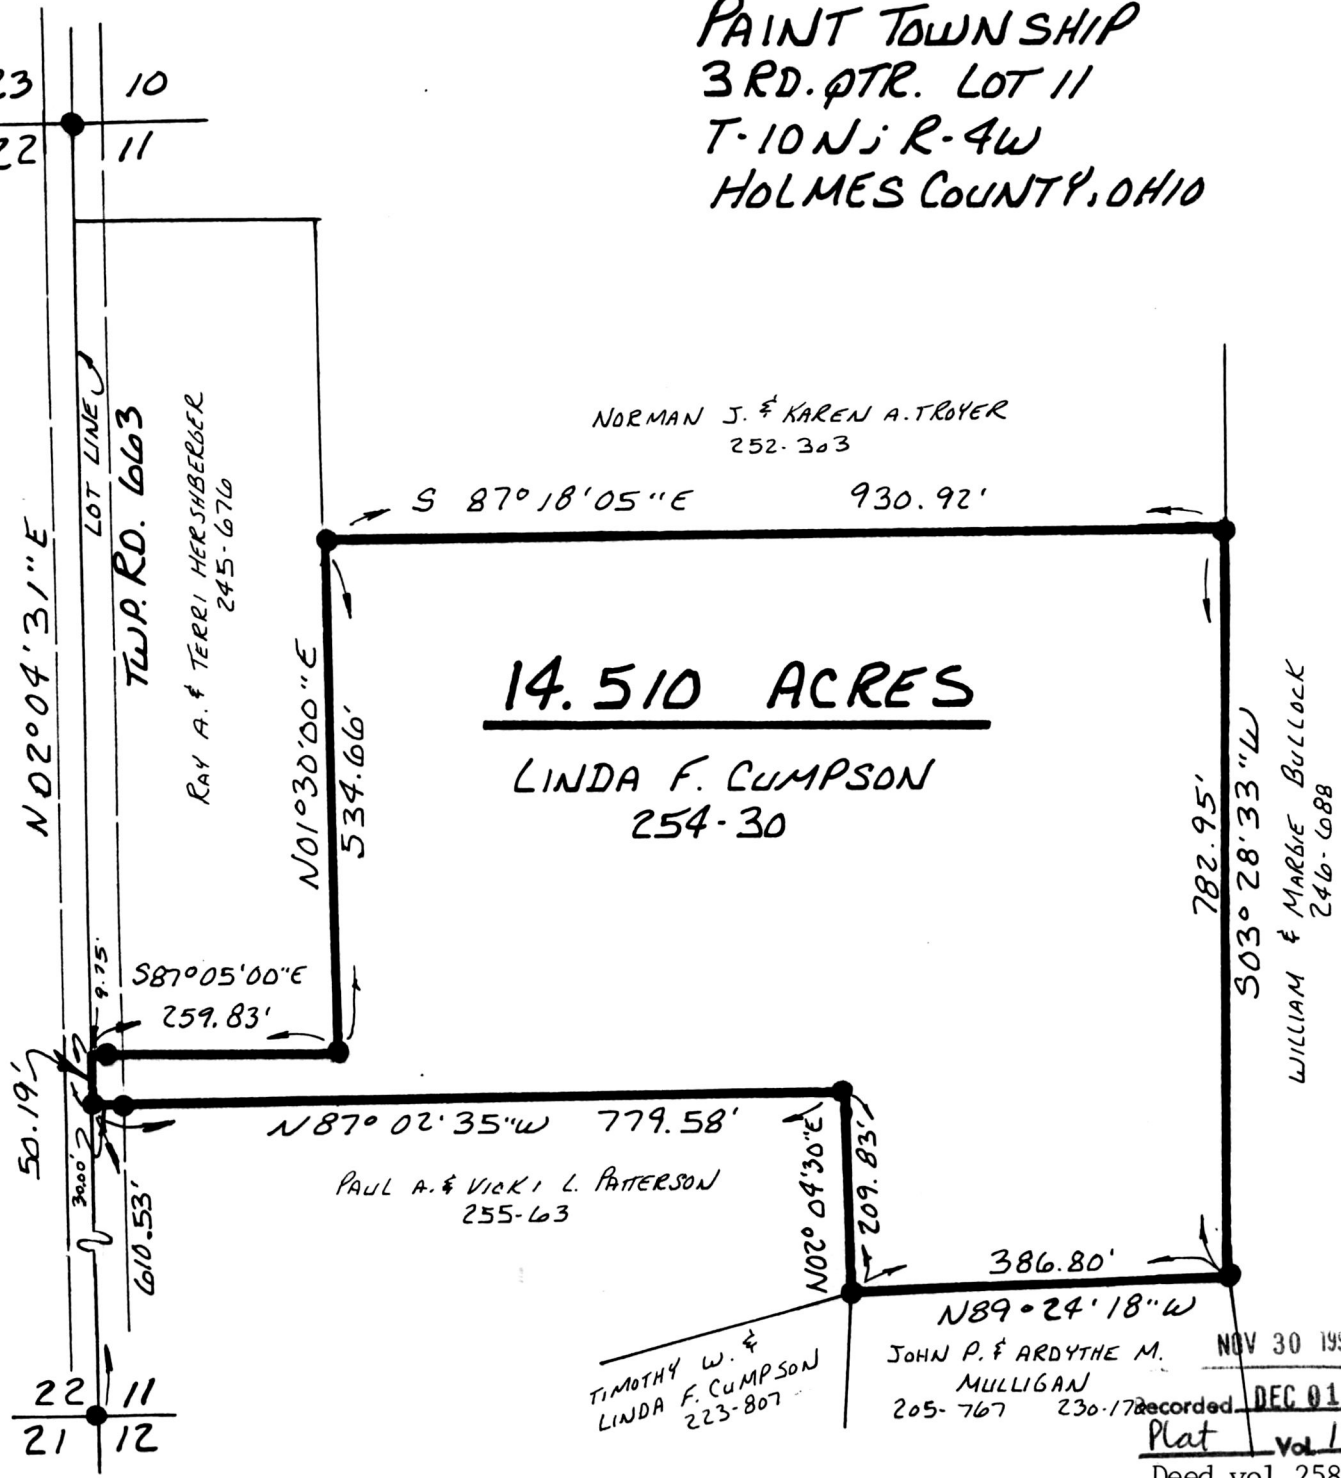 PAINT TOWNSHIP
3RD. QTR. LOT 11
T-10N; R-4W
HOLMES COUNTY, OHIO
23 10
22 11
LOT LINE
TWP. RD. 663
RAY A. & TERRI HERSHBERGER
245-676
N02°04'31"E
NORMAN J. & KAREN A. TROYER
252-303
S 87°18'05"E 930.92'
N01°30'00"E
534.66'
14.510 ACRES
LINDA F. CUMPSON
254-30
782.95'
S03°28'33"W
WILLIAM & MARGIE BULLOCK
246-688
9.75'
S87°05'00"E
259.83'
50.19'
30.00'
610.53'
N87°02'35"W 779.58'
PAUL A. & VICKI L. PATTERSON
255-63
N02°04'30"E
209.83'
386.80'
N89°24'18"W
TIMOTHY W. &
LINDA F. CUMPSON
223-807
JOHN P. & ARDYTHE M.
MULLIGAN
205-767 230-172
NOV 30 199
Recorded DEC 01
Plat Vol. 1
Deed vol 258
22 11
21 12